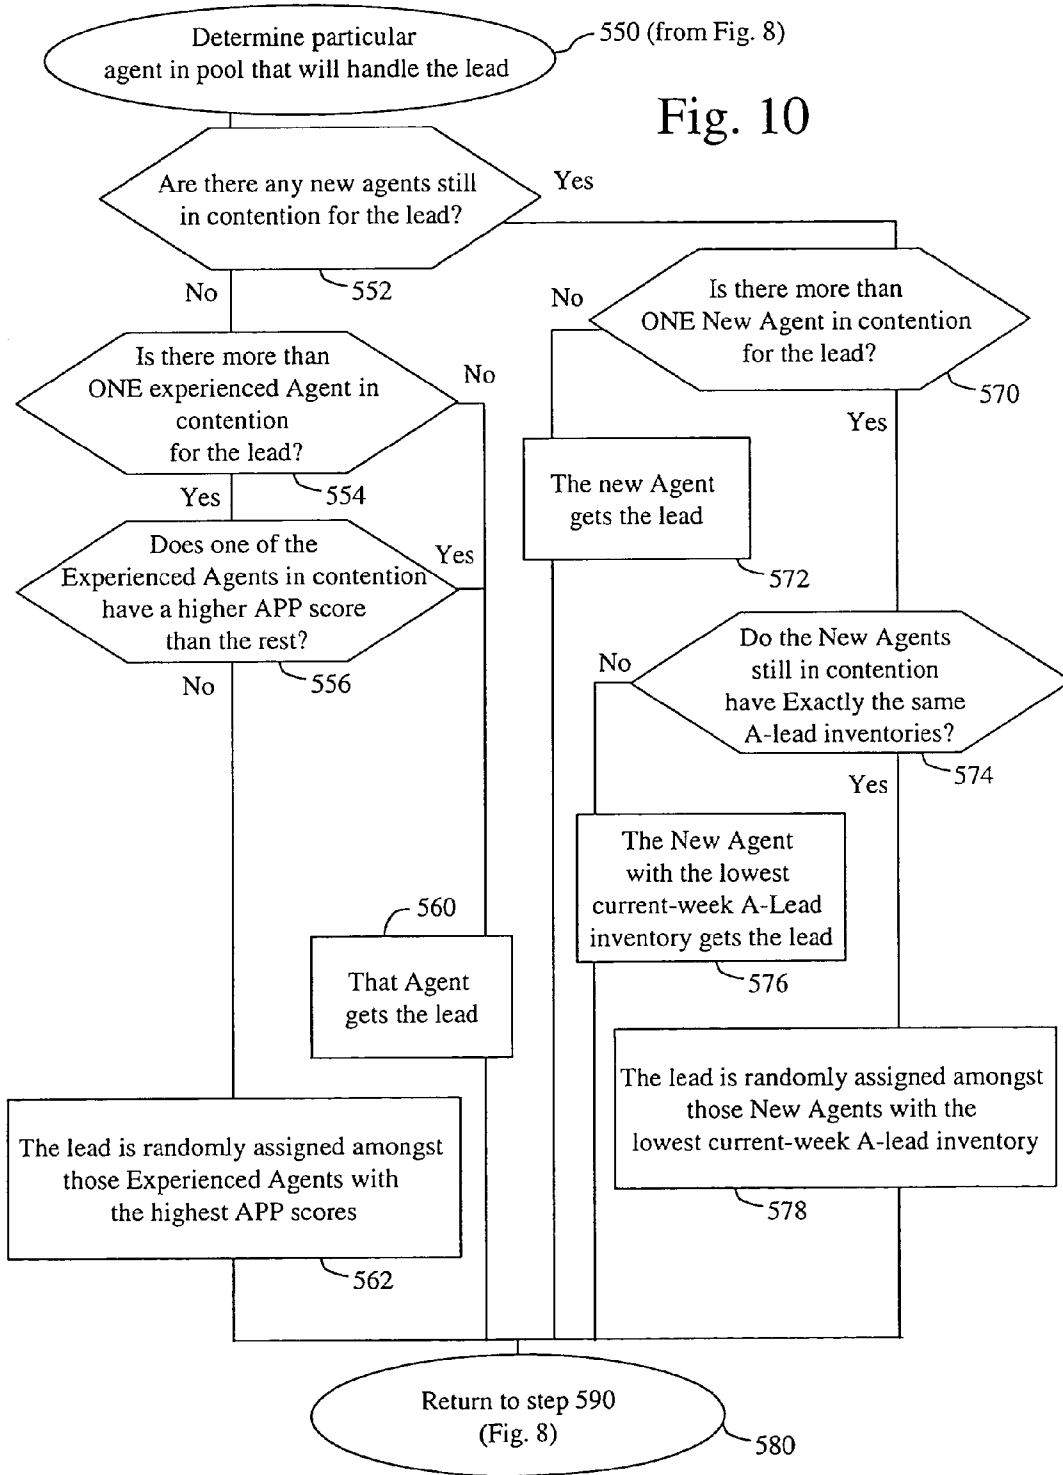 Determine particular
agent in pool that will handle the lead
550 (from Fig. 8)
Fig. 10
Are there any new agents still
in contention for the lead?
Yes
552
No
Is there more than
ONE New Agent in contention
for the lead?
No
570
Yes
Is there more than
ONE experienced Agent in
contention
for the lead?
No
554
Yes
The new Agent
gets the lead
572
Does one of the
Experienced Agents in contention
have a higher APP score
than the rest?
Yes
556
No
Do the New Agents
still in contention
have Exactly the same
A-lead inventories?
No
574
Yes
The New Agent
with the lowest
current-week A-Lead
inventory gets the lead
576
560
That Agent
gets the lead
The lead is randomly assigned amongst
those New Agents with the
lowest current-week A-lead inventory
578
The lead is randomly assigned amongst
those Experienced Agents with
the highest APP scores
562
Return to step 590
(Fig. 8)
580